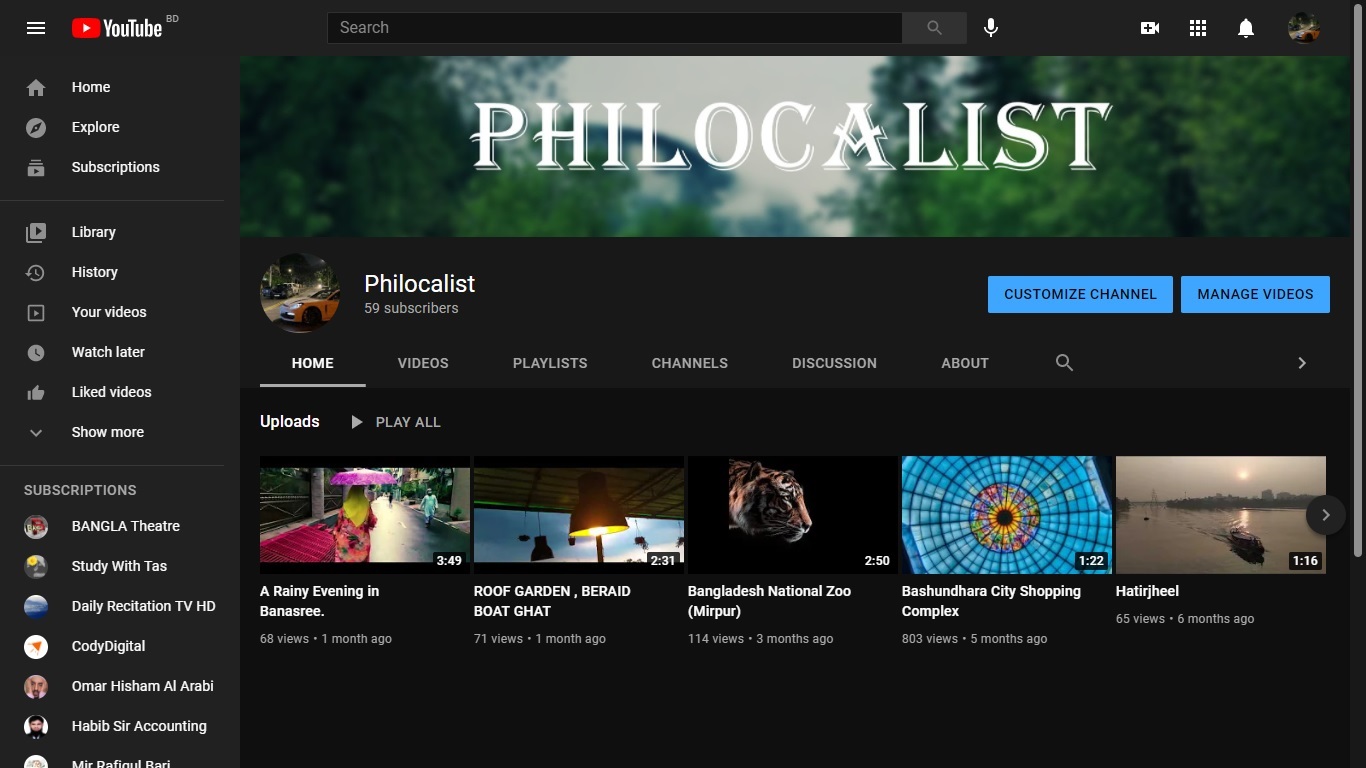 YouTube BD
Search
Home
Explore
Subscriptions
Library
History
Your videos
Watch later
Liked videos
Show more
SUBSCRIPTIONS
BANGLA Theatre
Study With Tas
Daily Recitation TV HD
CodyDigital
Omar Hisham Al Arabi
Habib Sir Accounting
Mir Rafiqul Bari
PHILOCALIST
Philocalist
59 subscribers
CUSTOMIZE CHANNEL
MANAGE VIDEOS
HOME VIDEOS PLAYLISTS CHANNELS DISCUSSION ABOUT
Uploads PLAY ALL
3:49
A Rainy Evening in
Banasree.
68 views • 1 month ago
2:31
ROOF GARDEN , BERAID
BOAT GHAT
71 views • 1 month ago
2:50
Bangladesh National Zoo
(Mirpur)
114 views • 3 months ago
1:22
Bashundhara City Shopping
Complex
803 views • 5 months ago
1:16
Hatirjheel
65 views • 6 months ago